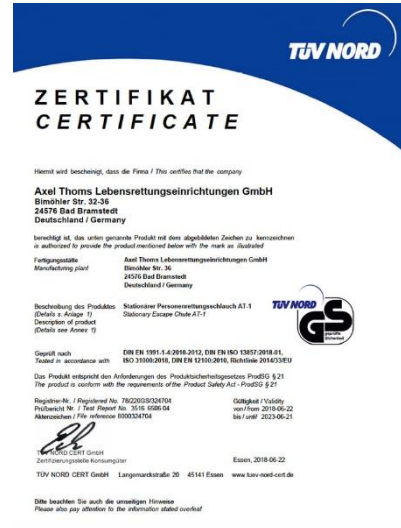 TÜV NORD
ZERTIFIKAT
CERTIFICATE
Hiermit wird bescheinigt, dass die Firma / This certifies that the company
Axel Thoms Lebensrettungseinrichtungen GmbH
Bimöhler Str. 32-36
24576 Bad Bramstedt
Deutschland / Germany
berechtigt ist, das unten genannte Produkt mit dem abgebildeten Zeichen zu kennzeichnen
is authorized to provide the product mentioned below with the mark as illustrated
Fertigungsstätte Axel Thoms Lebensrettungseinrichtungen GmbH
Manufacturing plant Bimöhler Str. 36
24576 Bad Bramstedt
Deutschland / Germany
Beschreibung des Produktes Stationärer Personenrettungsschlauch AT-1
(Details s. Anlage 1) Stationary Escape Chute AT-1
Description of product
(Details see Annex 1)
TÜV NORD
GS
geprüfte
Sicherheit
Geprüft nach DIN EN 1991-1-4:2010-2012, DIN EN ISO 13857:2018-01,
Tested in accordance with ISO 31000:2018, DIN EN 12100:2010, Richtlinie 2014/33/EU
Das Produkt entspricht den Anforderungen des Produktsicherheitsgesetzes ProdSG § 21
The product is conform with the requirements of the Product Safety Act - ProdSG § 21
Registrier-Nr. / Registered No. 78/220GS/324704 Gültigkeit / Validity
Prüfbericht Nr. / Test Report No. 3516 6506 04 von / from 2018-06-22
Aktenzeichen / File reference 8000324704 bis / until 2023-06-21
TÜV NORD CERT GmbH
Zertifizierungsstelle Konsumgüter Essen, 2018-06-22
TÜV NORD CERT GmbH Langemarckstraße 20 45141 Essen www.tuev-nord-cert.de
Bitte beachten Sie auch die umseitigen Hinweise
Please also pay attention to the information stated overleaf